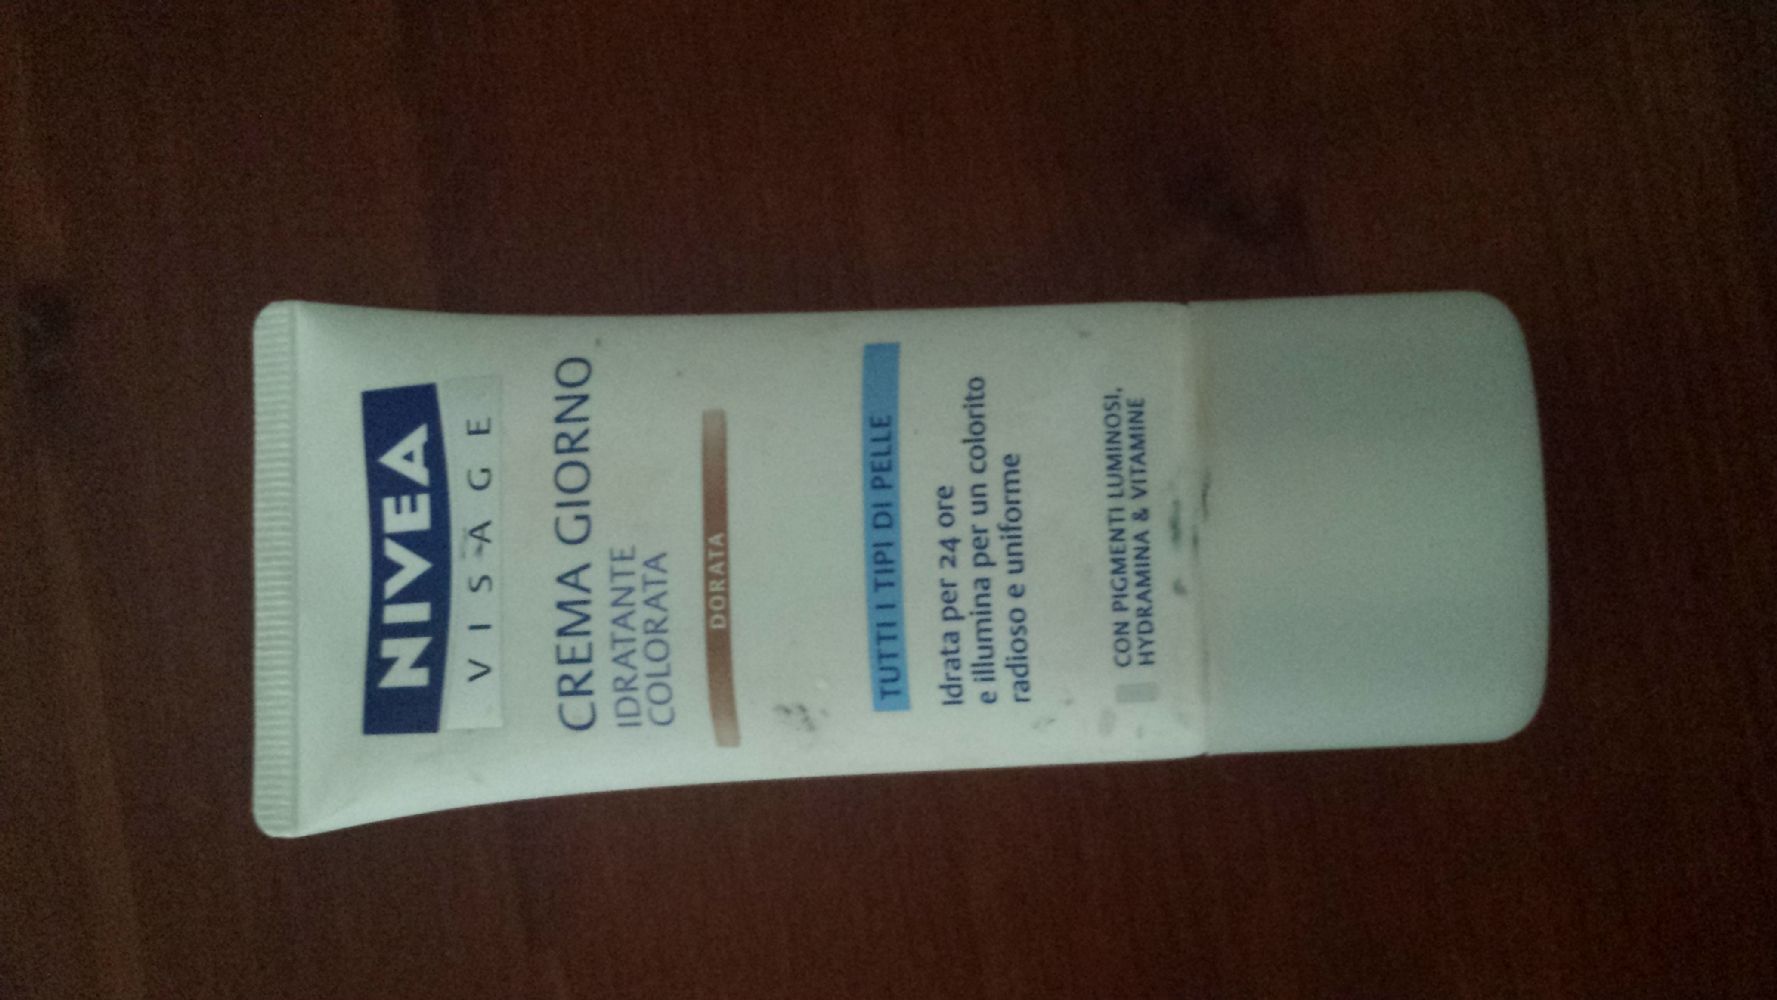 NIVEA
VISAGE
CREMA GIORNO
IDRATANTE
COLORATA
DORATA
TUTTI I TIPI DI PELLE
Idrata per 24 ore
e illumina per un colorito
radioso e uniforme
CON PIGMENTI LUMINOSI,
HYDRAMINA & VITAMINE